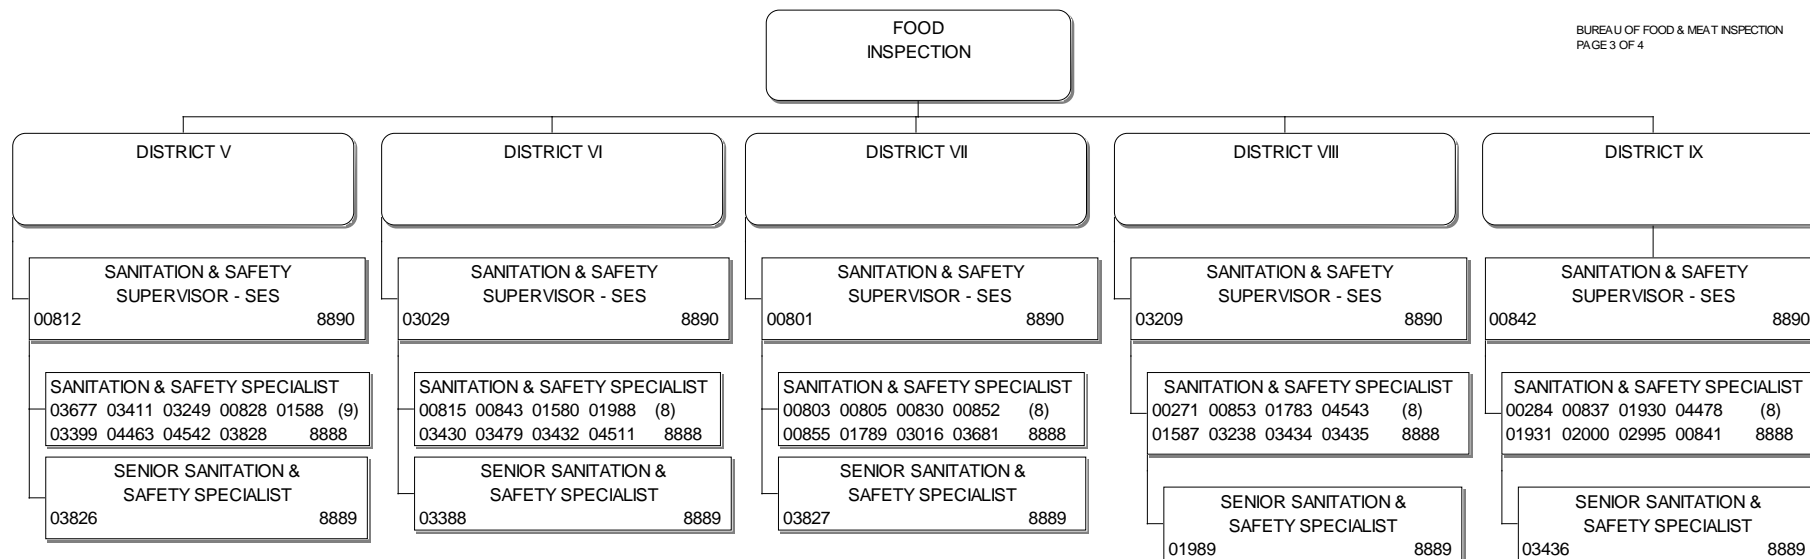 FOOD
INSPECTION
BUREAU OF FOOD & MEAT INSPECTION
PAGE 3 OF 4
DISTRICT V
SANITATION & SAFETY
SUPERVISOR - SES
00812 8890
SANITATION & SAFETY SPECIALIST
03677 03411 03249 00828 01588 (9)
03399 04463 04542 03828 8888
SENIOR SANITATION &
SAFETY SPECIALIST
03826 8889
DISTRICT VI
SANITATION & SAFETY
SUPERVISOR - SES
03029 8890
SANITATION & SAFETY SPECIALIST
00815 00843 01580 01988 (8)
03430 03479 03432 04511 8888
SENIOR SANITATION &
SAFETY SPECIALIST
03388 8889
DISTRICT VII
SANITATION & SAFETY
SUPERVISOR - SES
00801 8890
SANITATION & SAFETY SPECIALIST
00803 00805 00830 00852 (8)
00855 01789 03016 03681 8888
SENIOR SANITATION &
SAFETY SPECIALIST
03827 8889
DISTRICT VIII
SANITATION & SAFETY
SUPERVISOR - SES
03209 8890
SANITATION & SAFETY SPECIALIST
00271 00853 01783 04543 (8)
01587 03238 03434 03435 8888
SENIOR SANITATION &
SAFETY SPECIALIST
01989 8889
DISTRICT IX
SANITATION & SAFETY
SUPERVISOR - SES
00842 8890
SANITATION & SAFETY SPECIALIST
00284 00837 01930 04478 (8)
01931 02000 02995 00841 8888
SENIOR SANITATION &
SAFETY SPECIALIST
03436 8889